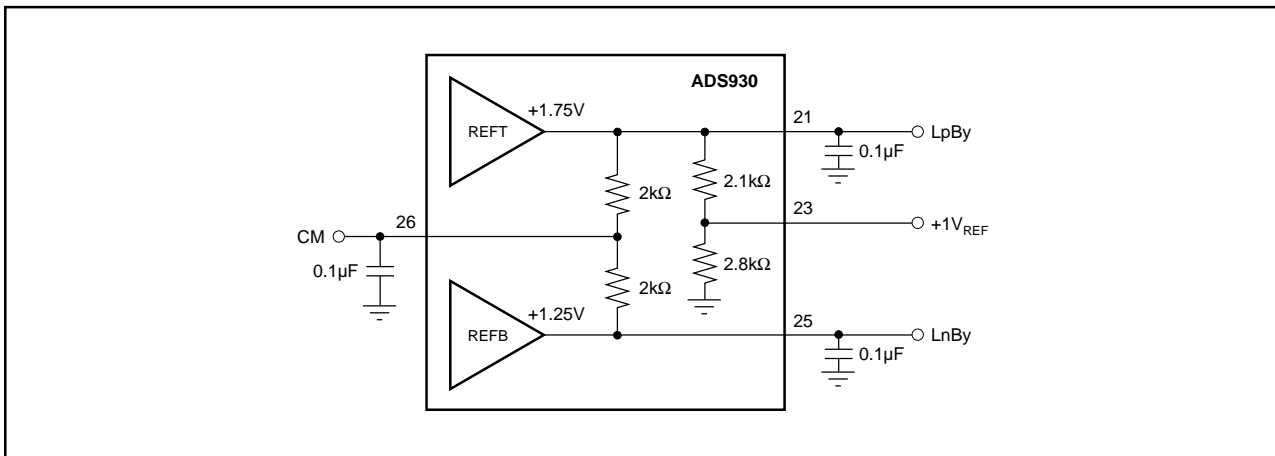 ADS930
+1.75V
REFT
21
LpBy
0.1µF
2kΩ
2.1kΩ
26
23
CM
+1VREF
0.1µF
2kΩ
2.8kΩ
+1.25V
REFB
25
LnBy
0.1µF